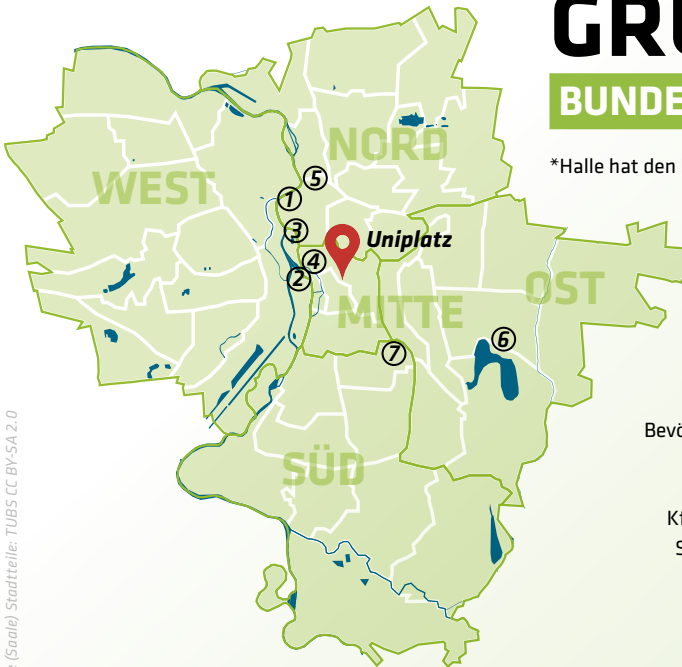 GRÜ
BUNDE
*Halle hat den
NORD
WEST
5
1
3
Uniplatz
4
2
OST
MITTE
6
7
SÜD
Bevö
Kf
S
(Saale) Stadtteile: TUBS CC BY-SA 2.0